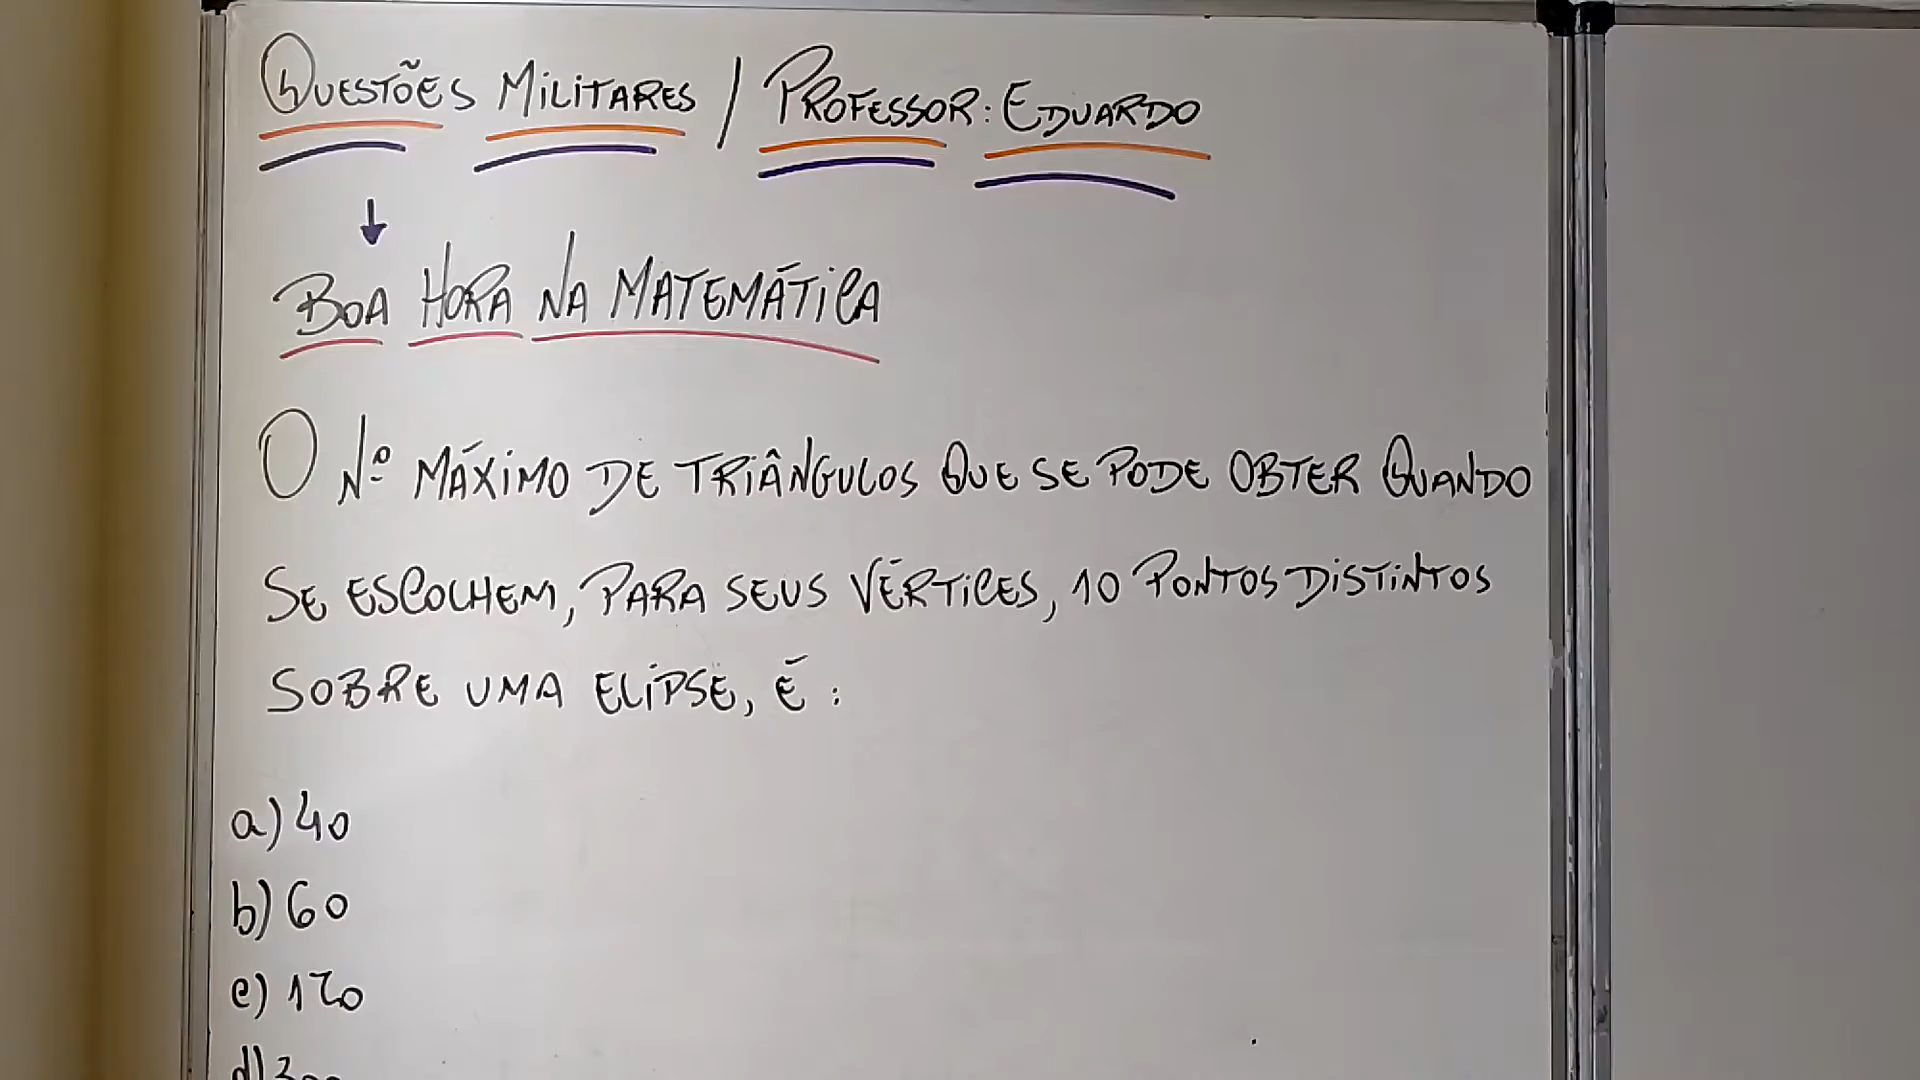 QUESTÕES MILITARES / PROFESSOR: EDUARDO
BOA HORA NA MATEMÁTICA
O Nº MÁXIMO DE TRIÂNGULOS QUE SE PODE OBTER QUANDO
SE ESCOLHEM, PARA SEUS VÉRTICES, 10 PONTOS DISTINTOS
SOBRE UMA ELIPSE, É:
a) 40
b) 60
c) 120